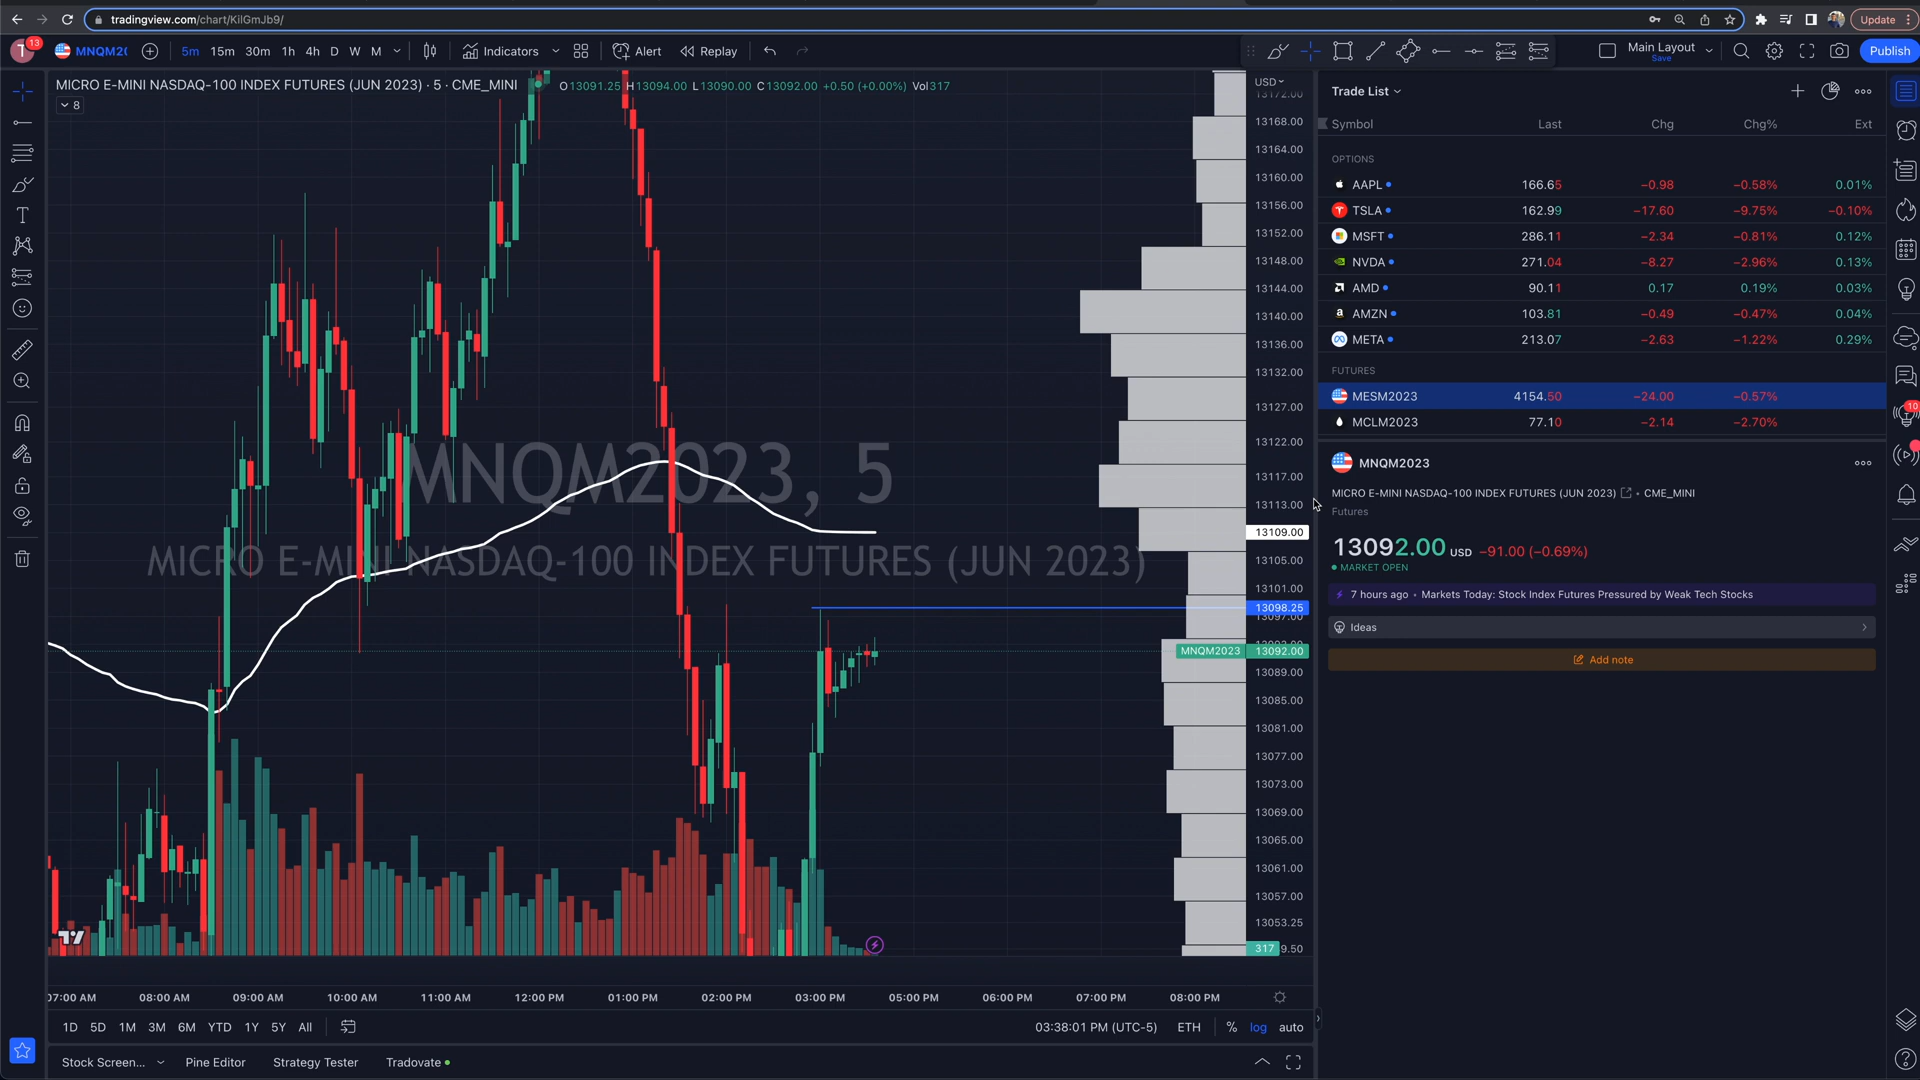 tradingview.com/chart/KilGmJb9/
Update
T
13
MNQM2(
5m 15m 30m 1h 4h D W M
Indicators
Alert
Replay
Main Layout
Save
Publish
MICRO E-MINI NASDAQ-100 INDEX FUTURES (JUN 2023) · 5 · CME_MINI
O13091.25 H13094.00 L13090.00 C13092.00 +0.50 (+0.00%) Vol317
8
USD
13172.00
13168.00
13164.00
13160.00
13156.00
13152.00
13148.00
13144.00
13140.00
13136.00
13132.00
13127.00
13122.00
13117.00
13113.00
13109.00
13105.00
13101.00
13098.25
13097.00
MNQM2023 13092.00
13089.00
13085.00
13081.00
13077.00
13073.00
13069.00
13065.00
13061.00
13057.00
13053.25
317
9.50
MNQM2023, 5
MICRO E-MINI NASDAQ-100 INDEX FUTURES (JUN 2023)
07:00 AM 08:00 AM 09:00 AM 10:00 AM 11:00 AM 12:00 PM 01:00 PM 02:00 PM 03:00 PM 05:00 PM 06:00 PM 07:00 PM 08:00 PM
1D 5D 1M 3M 6M YTD 1Y 5Y All
03:38:01 PM (UTC-5) ETH % log auto
Stock Screen... Pine Editor Strategy Tester Tradovate
Trade List
Symbol Last Chg Chg% Ext
OPTIONS
AAPL 166.65 −0.98 −0.58% 0.01%
TSLA 162.99 −17.60 −9.75% −0.10%
MSFT 286.11 −2.34 −0.81% 0.12%
NVDA 271.04 −8.27 −2.96% 0.13%
AMD 90.11 0.17 0.19% 0.03%
AMZN 103.81 −0.49 −0.47% 0.04%
META 213.07 −2.63 −1.22% 0.29%
FUTURES
MESM2023 4154.50 −24.00 −0.57%
MCLM2023 77.10 −2.14 −2.70%
MNQM2023
MICRO E-MINI NASDAQ-100 INDEX FUTURES (JUN 2023) • CME_MINI
Futures
13092.00 USD −91.00 (−0.69%)
MARKET OPEN
7 hours ago • Markets Today: Stock Index Futures Pressured by Weak Tech Stocks
Ideas
Add note
10